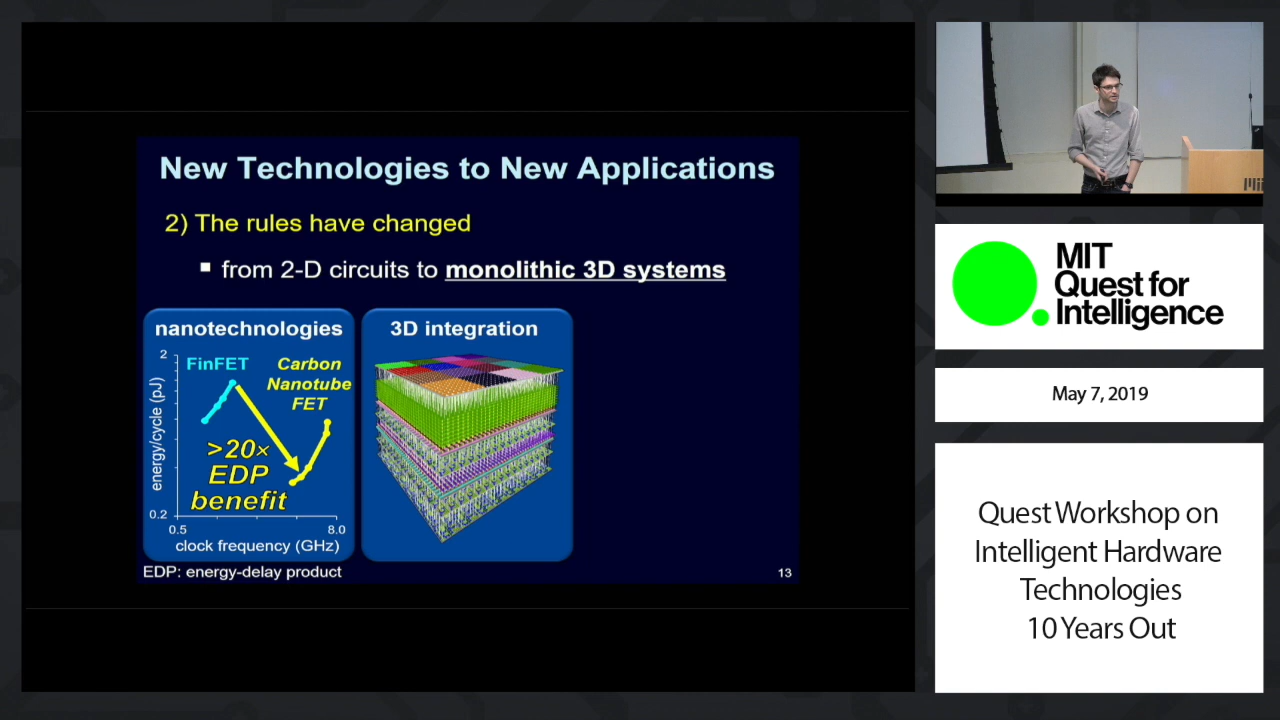 New Technologies to New Applications
2) The rules have changed
▪ from 2-D circuits to monolithic 3D systems
nanotechnologies
2
FinFET
Carbon
Nanotube
FET
energy/cycle (pJ)
>20×
EDP
benefit
0.2
0.5
8.0
clock frequency (GHz)
3D integration
EDP: energy-delay product
13
MIT
MIT
Quest for
Intelligence
May 7, 2019
Quest Workshop on
Intelligent Hardware
Technologies
10 Years Out